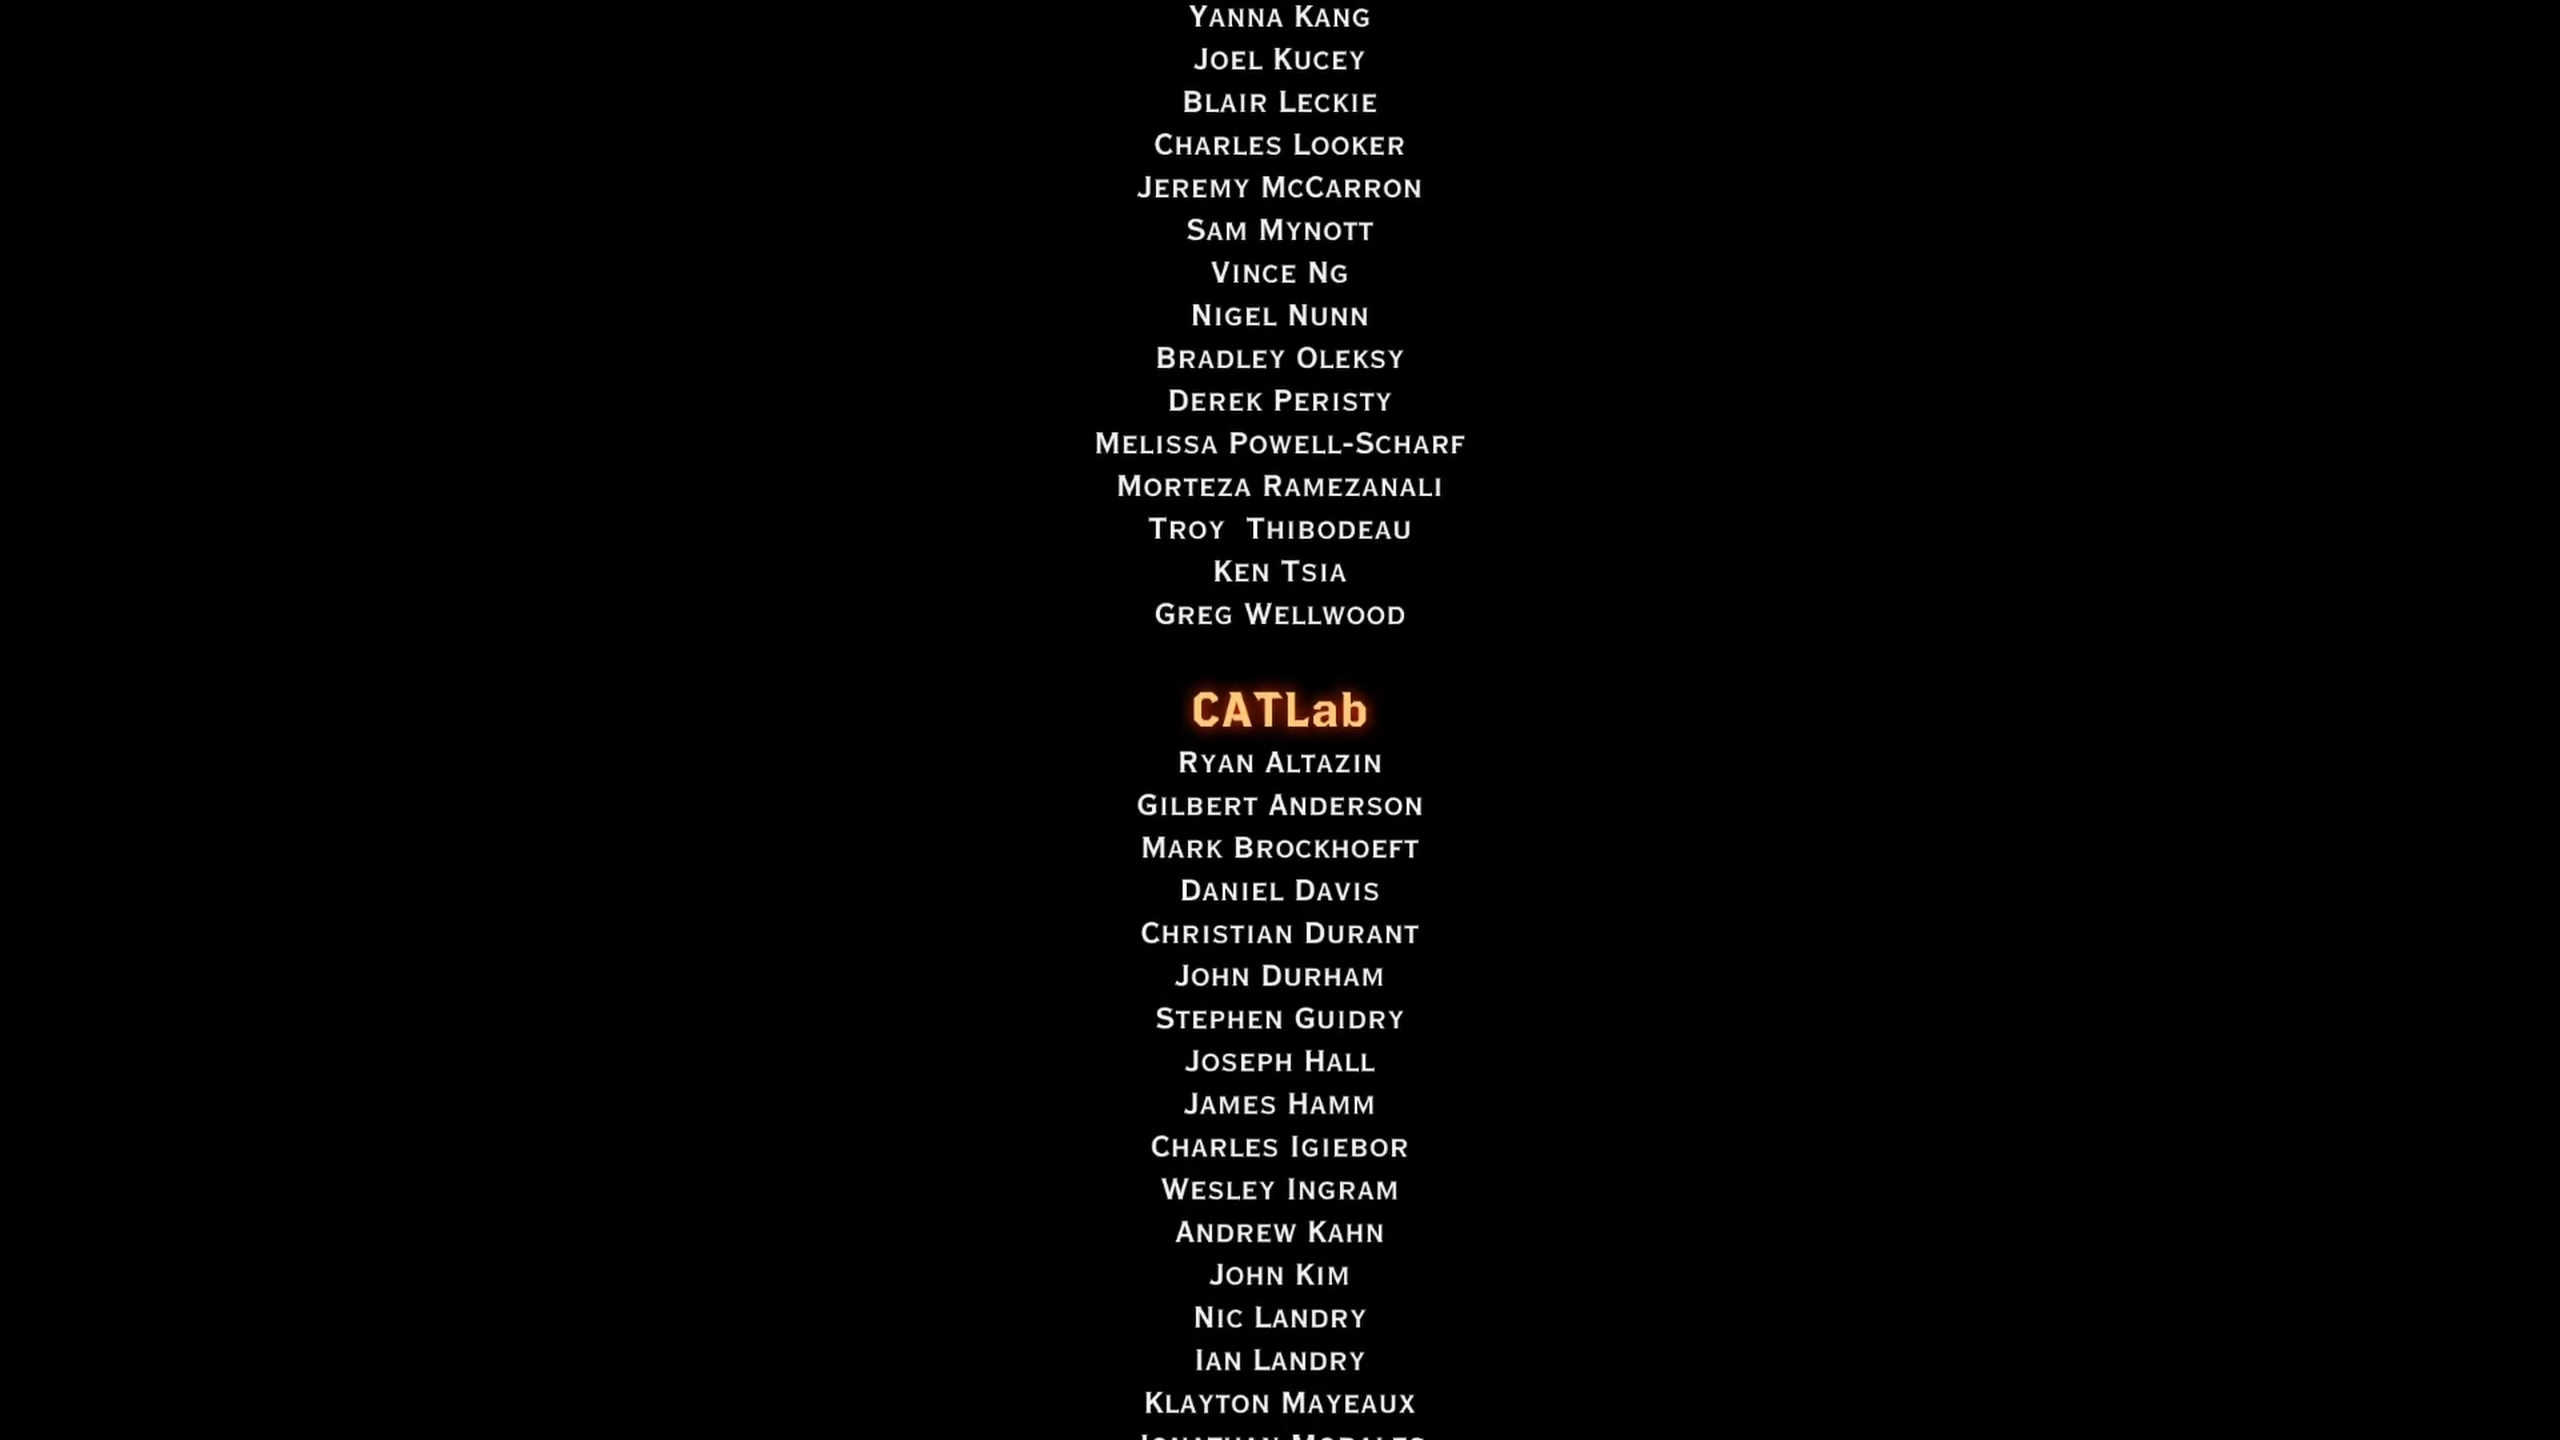 Yanna Kang
Joel Kucey
Blair Leckie
Charles Looker
Jeremy McCarron
Sam Mynott
Vince Ng
Nigel Nunn
Bradley Oleksy
Derek Peristy
Melissa Powell-Scharf
Morteza Ramezanali
Troy  Thibodeau
Ken Tsia
Greg Wellwood
CATLab
Ryan Altazin
Gilbert Anderson
Mark Brockhoeft
Daniel Davis
Christian Durant
John Durham
Stephen Guidry
Joseph Hall
James Hamm
Charles Igiebor
Wesley Ingram
Andrew Kahn
John Kim
Nic Landry
Ian Landry
Klayton Mayeaux